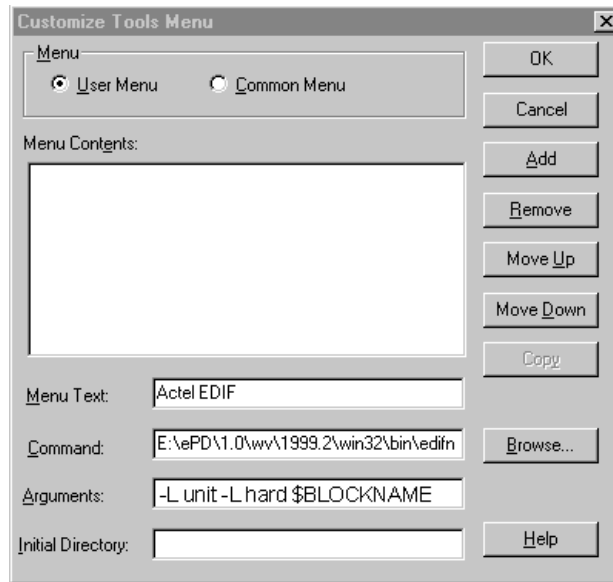 Customize Tools Menu
Menu
User Menu Common Menu
OK
Cancel
Menu Contents:
Add
Remove
Move Up
Move Down
Copy
Menu Text: Actel EDIF
Command: E:\ePD\1.0\wv\1999.2\win32\bin\edifn Browse...
Arguments: -L unit -L hard $BLOCKNAME
Initial Directory: Help